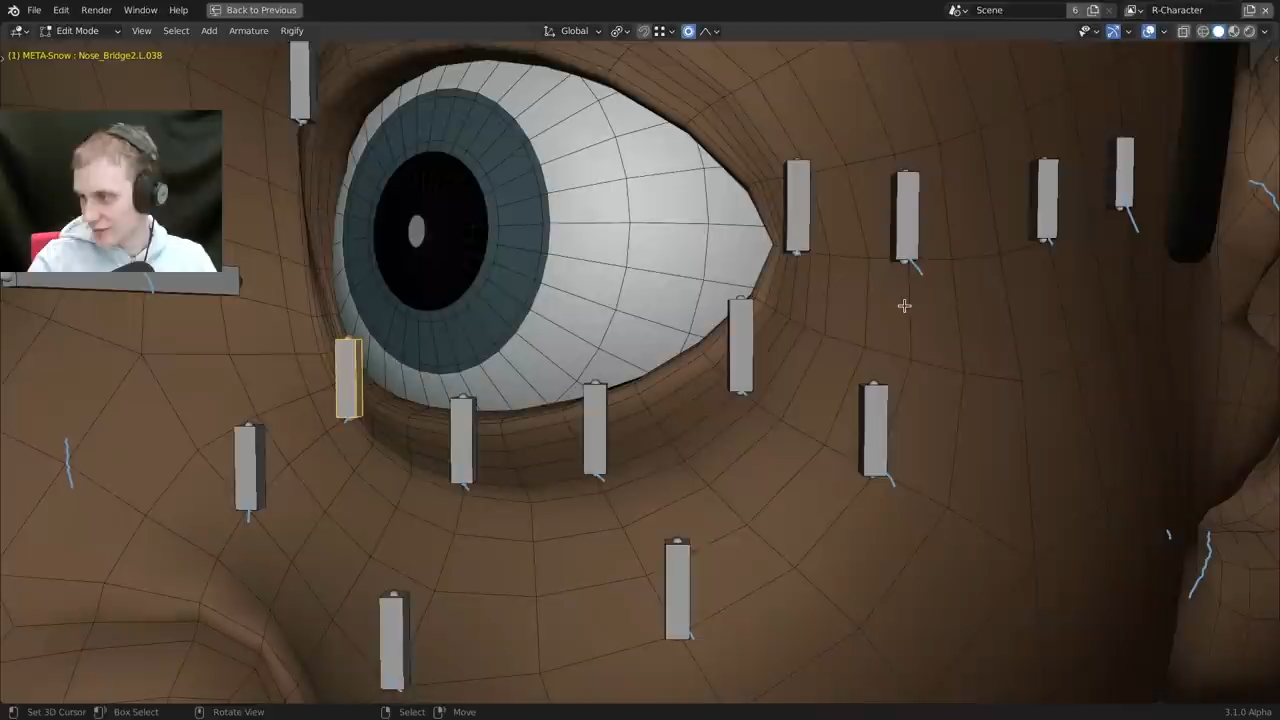 File Edit Render Window Help Back to Previous Scene 6 R-Character
Edit Mode View Select Add Armature Rigify Global
(1) META-Snow : Nose_Bridge2.L.038
Set 3D Cursor Box Select Rotate View Select Move 3.1.0 Alpha